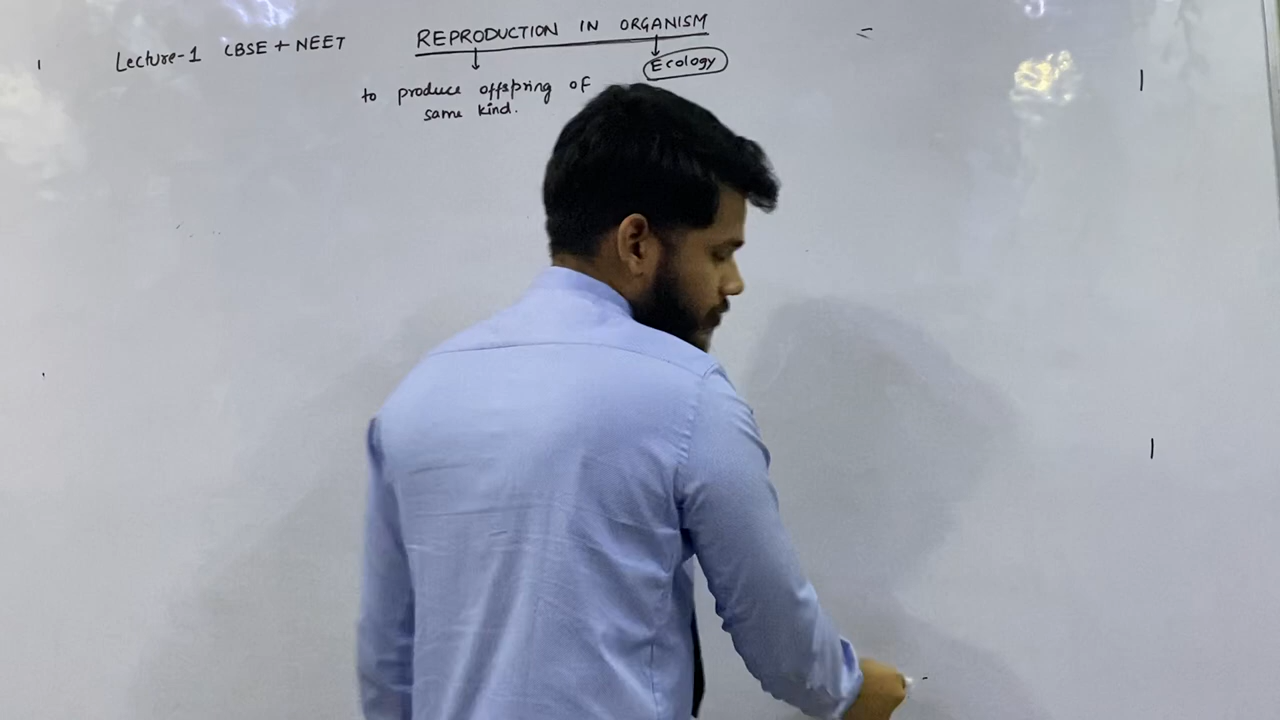 Lecture-1 CBSE + NEET
REPRODUCTION IN ORGANISM
Ecology
to produce offspring of
same kind.